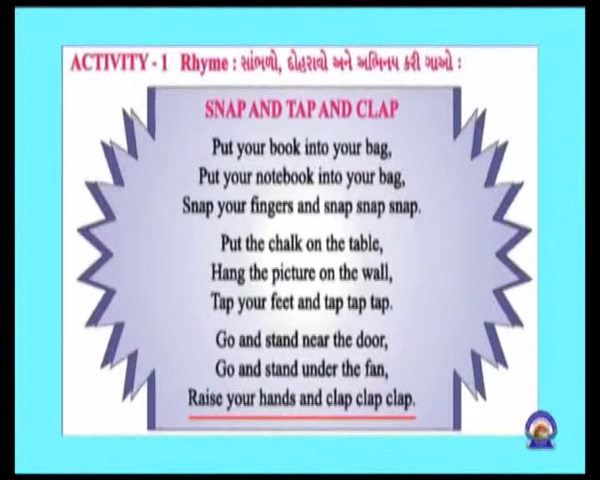 ACTIVITY - 1 Rhyme : સાંભળો, દોહરાવો અને અભિનય કરી ગાઓ :
SNAP AND TAP AND CLAP
Put your book into your bag,
Put your notebook into your bag,
Snap your fingers and snap snap snap.
Put the chalk on the table,
Hang the picture on the wall,
Tap your feet and tap tap tap.
Go and stand near the door,
Go and stand under the fan,
Raise your hands and clap clap clap.